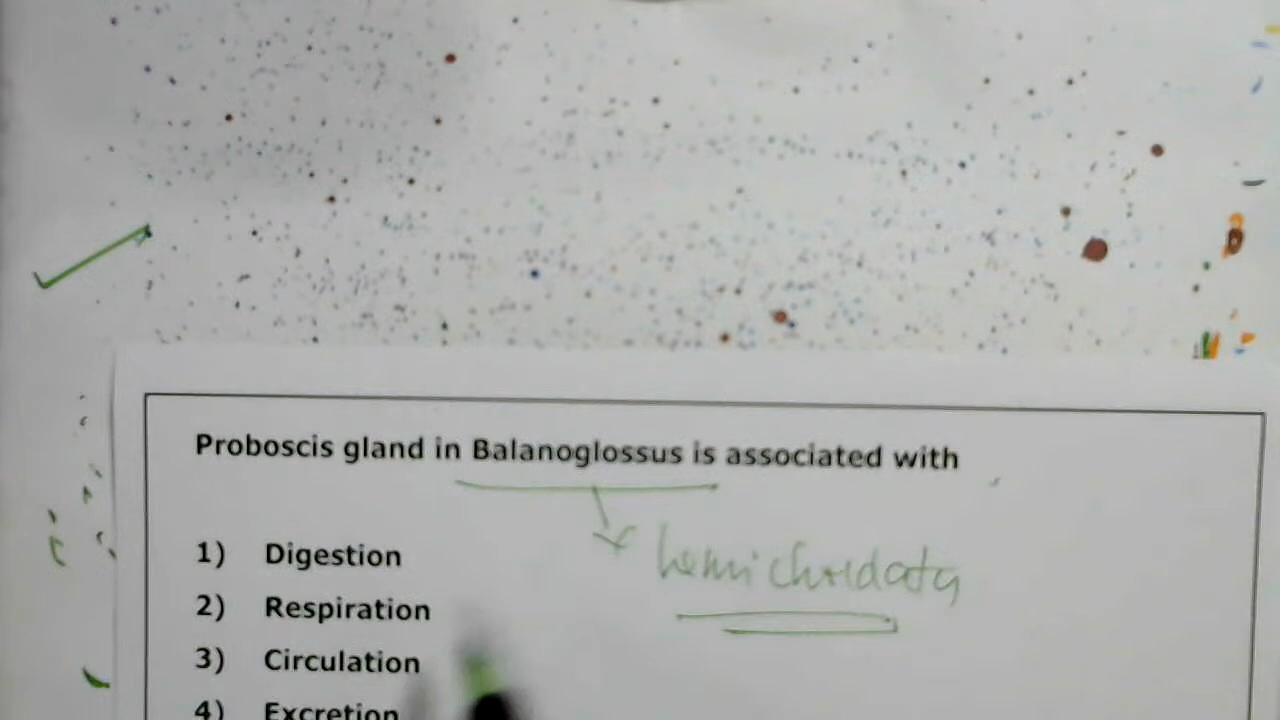 Proboscis gland in Balanoglossus is associated with
hemichordata
1) Digestion
2) Respiration
3) Circulation
4) Excretion